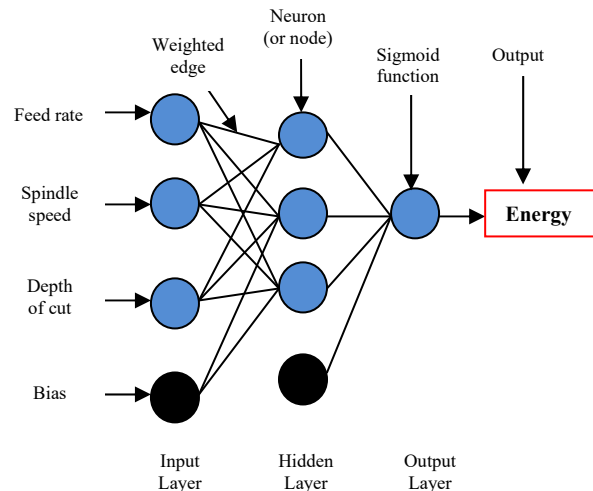 Neuron
(or node)
Weighted
edge
Sigmoid
function
Output
Feed rate
Spindle
speed
Energy
Depth
of cut
Bias
Input
Layer
Hidden
Layer
Output
Layer